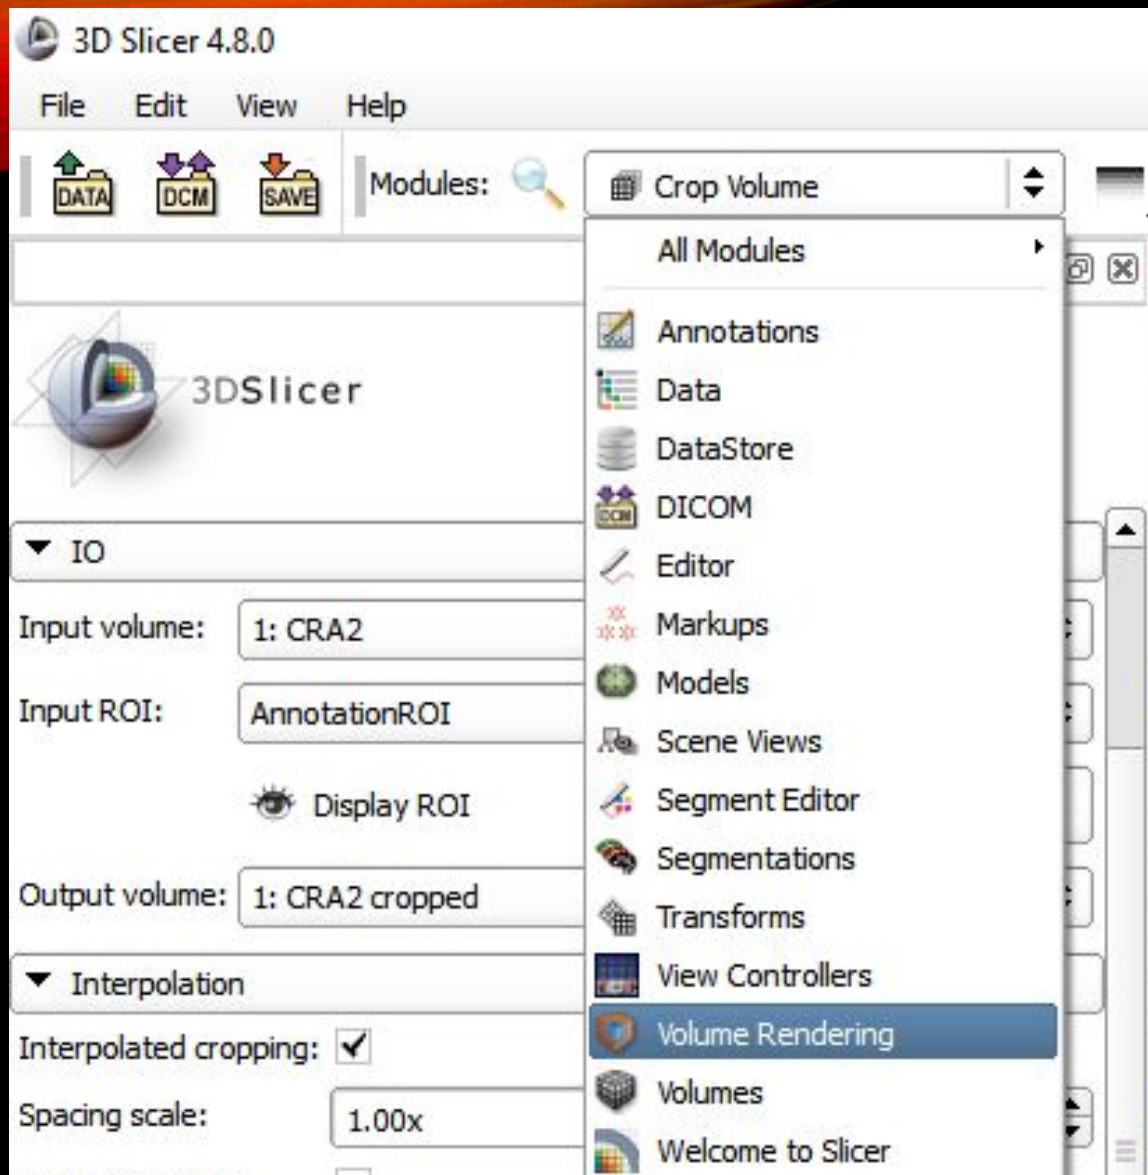 3D Slicer 4.8.0
File Edit View Help
DATA DCM SAVE Modules: Crop Volume
All Modules
3DSlicer
Annotations
Data
DataStore
DCM DICOM
Editor
Markups
Models
Scene Views
Segment Editor
Segmentations
Transforms
View Controllers
Volume Rendering
Volumes
Welcome to Slicer
IO
Input volume: 1: CRA2
Input ROI: AnnotationROI
Display ROI
Output volume: 1: CRA2 cropped
Interpolation
Interpolated cropping:
Spacing scale: 1.00x